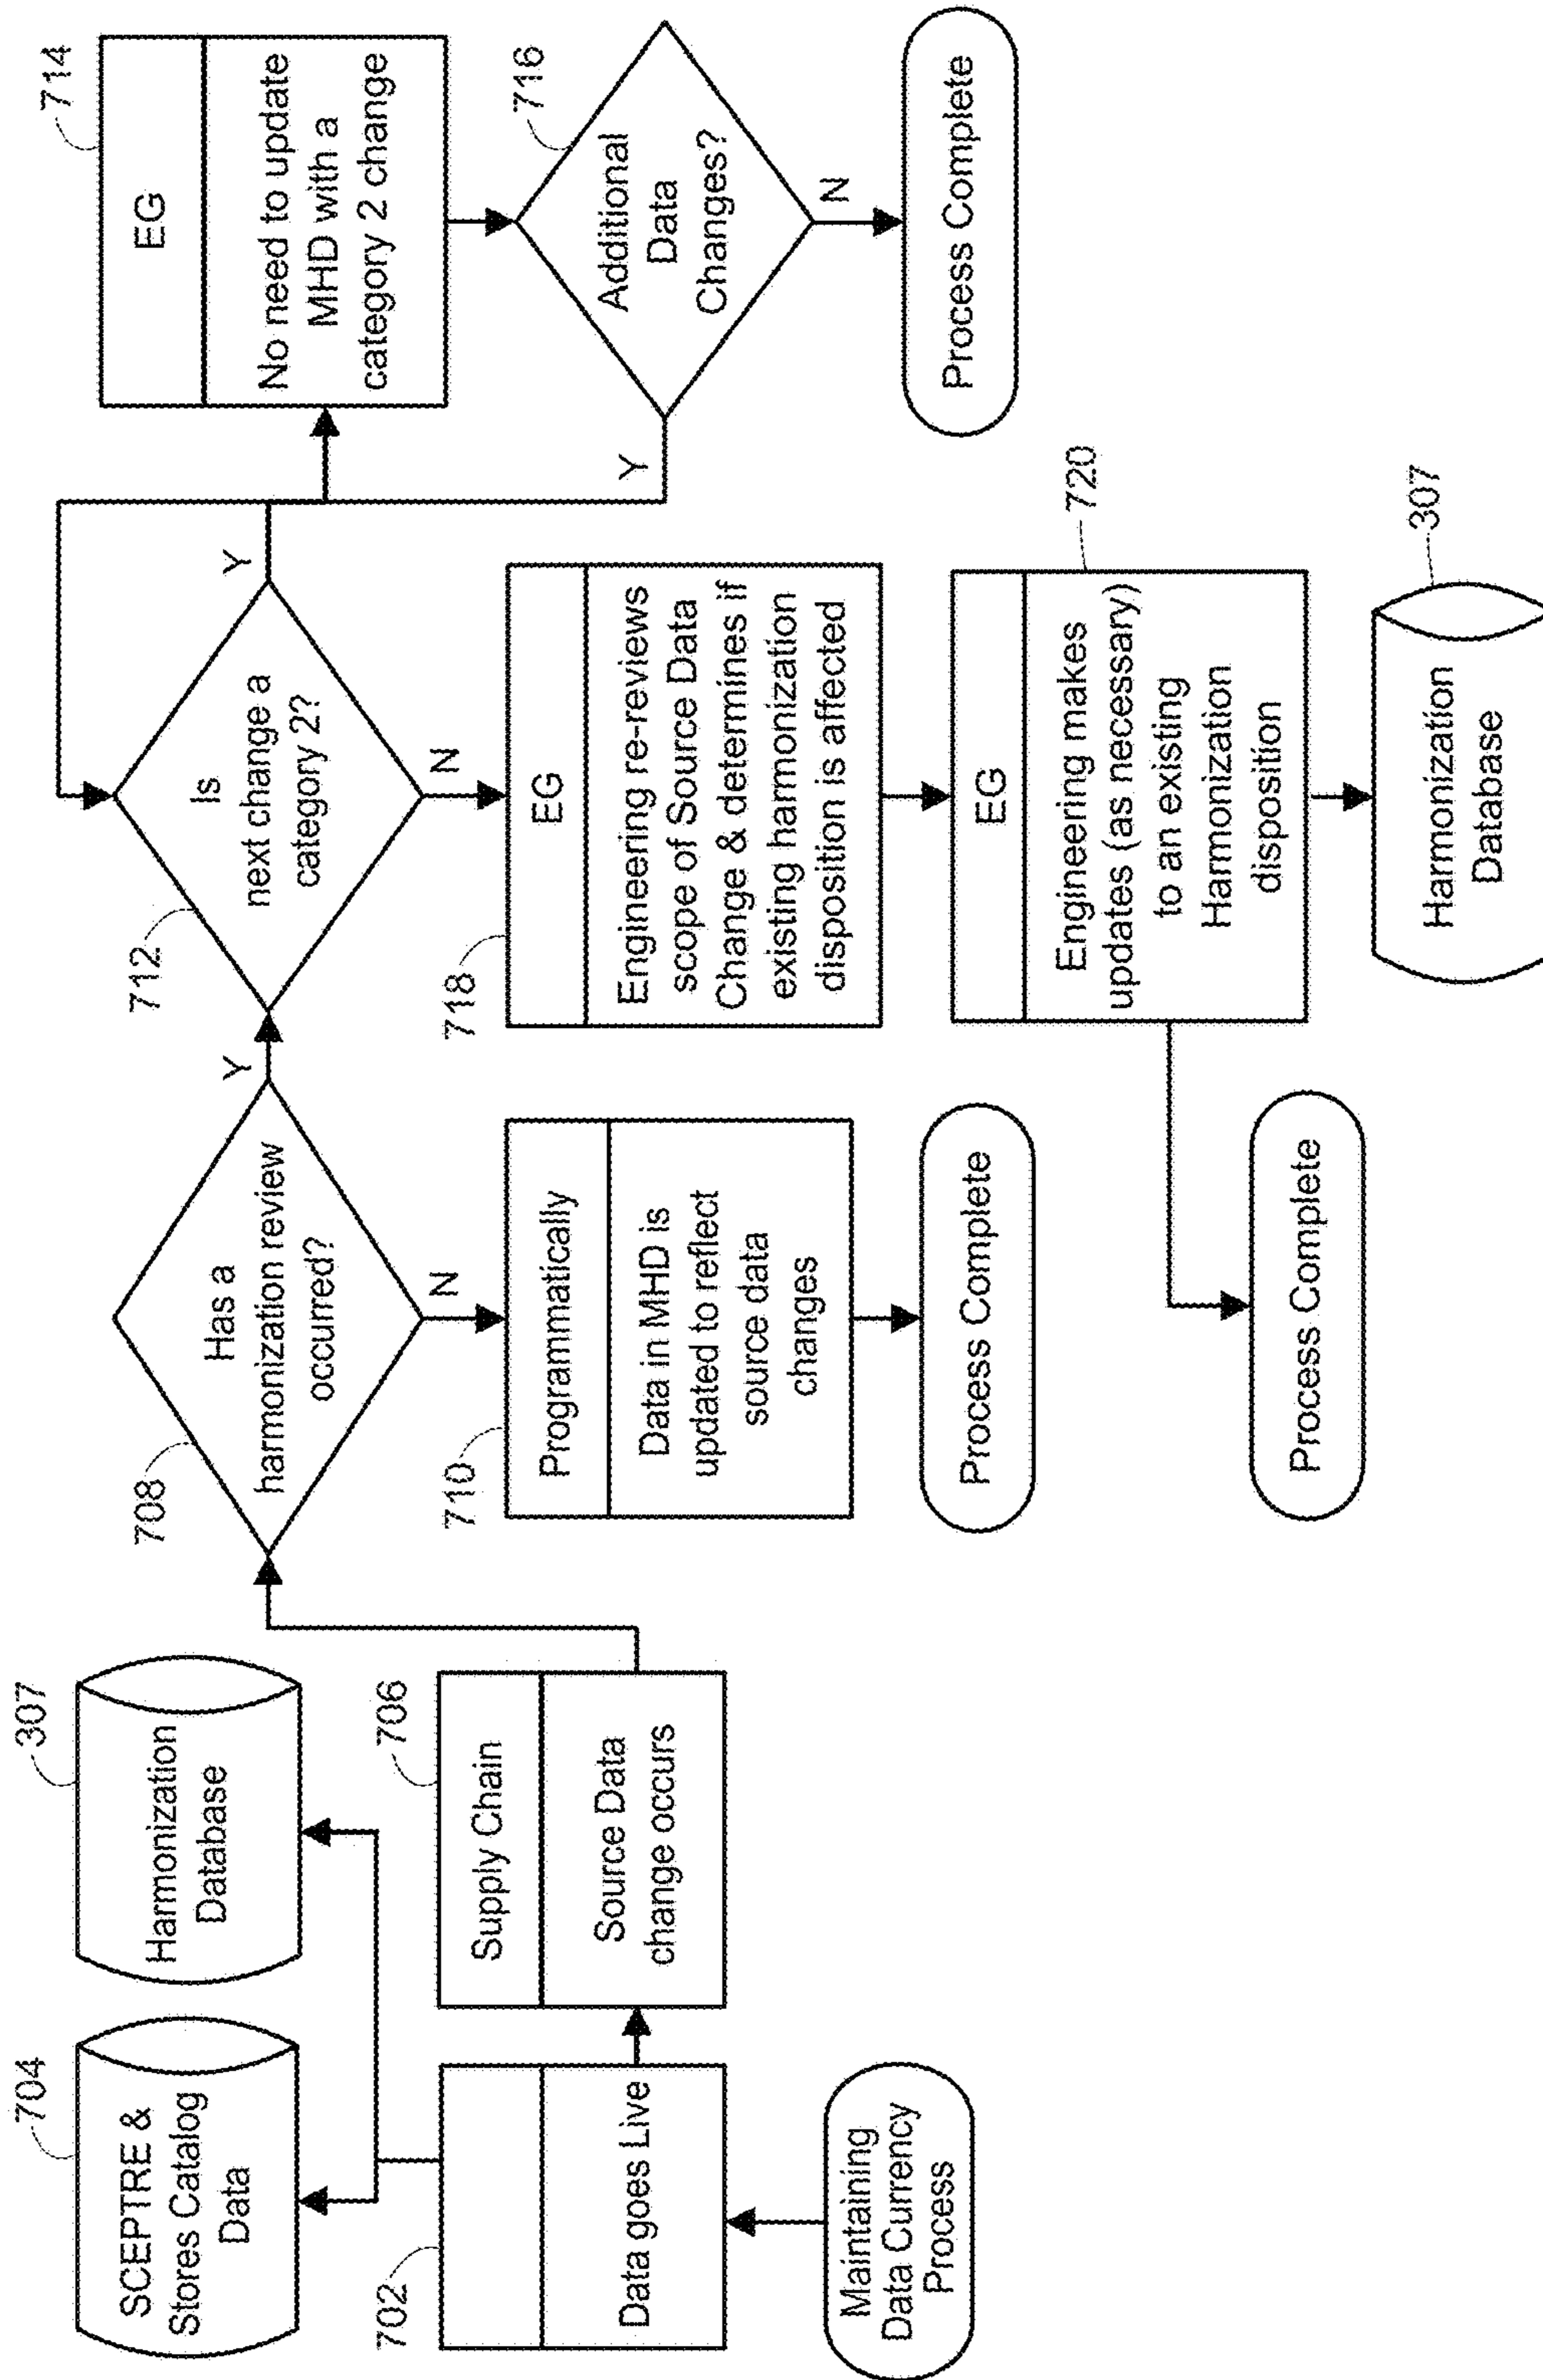 704
SCEPTRE &
Stores Catalog
Data
307
Harmonization
Database
702
Data goes Live
Maintaining
Data Currency
Process
706
Supply Chain
Source Data
change occurs
708
Has a
harmonization review
occurred?
Y
N
710
Programmatically
Data in MHD is
updated to reflect
source data
changes
Process Complete
712
Is
next change a
category 2?
Y
N
718
EG
Engineering re-reviews
scope of Source Data
Change & determines if
existing harmonization
disposition is affected
720
EG
Engineering makes
updates (as necessary)
to an existing
Harmonization
disposition
Process Complete
307
Harmonization
Database
714
EG
No need to update
MHD with a
category 2 change
716
Additional
Data
Changes?
Y
N
Process Complete